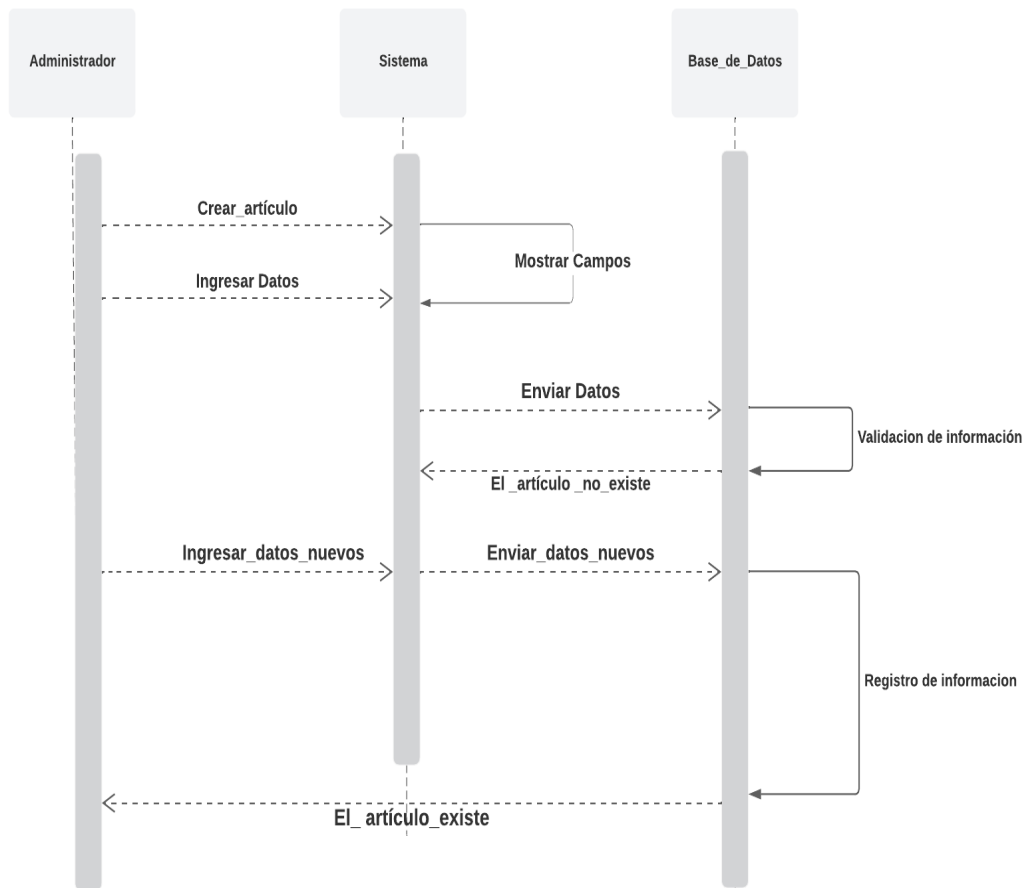 Administrador
Sistema
Base_de_Datos
Crear_artículo
Mostrar Campos
Ingresar Datos
Enviar Datos
Validacion de información
El _artículo _no_existe
Ingresar_datos_nuevos
Enviar_datos_nuevos
Registro de informacion
El_ artículo_existe